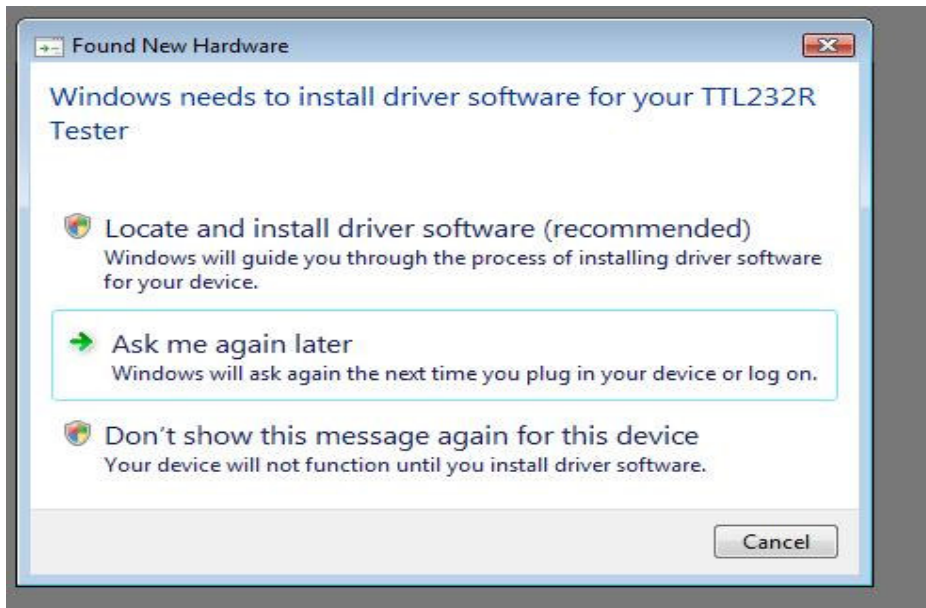 Found New Hardware
Windows needs to install driver software for your TTL232R
Tester
Locate and install driver software (recommended)
Windows will guide you through the process of installing driver software
for your device.
Ask me again later
Windows will ask again the next time you plug in your device or log on.
Don't show this message again for this device
Your device will not function until you install driver software.
Cancel